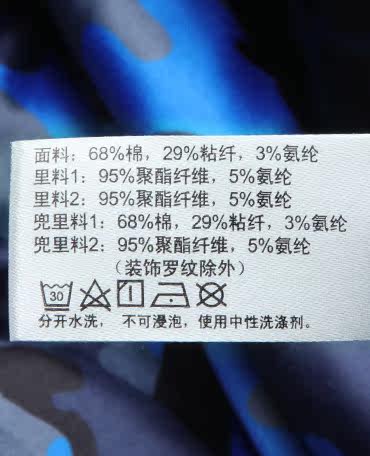 面料：68%棉，29%粘纤，3%氨纶
里料1：95%聚酯纤维，5%氨纶
里料2：95%聚酯纤维，5%氨纶
兜里料1：68%棉，29%粘纤，3%氨纶
兜里料2：95%聚酯纤维，5%氨纶
（装饰罗纹除外）
30
分开水洗， 不可浸泡，使用中性洗涤剂。